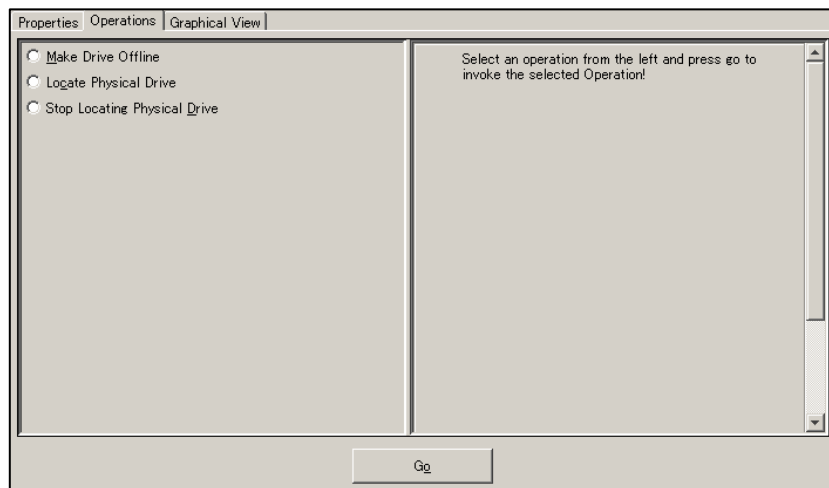 Properties Operations Graphical View
Make Drive Offline
Locate Physical Drive
Stop Locating Physical Drive
Select an operation from the left and press go to
invoke the selected Operation!
Go